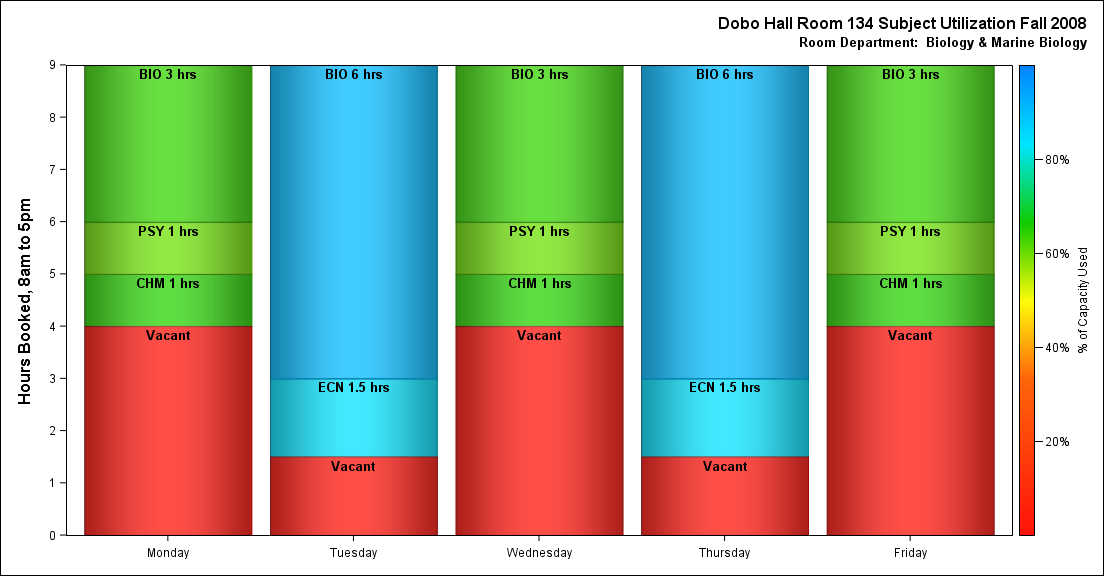 Dobo Hall Room 134 Subject Utilization Fall 2008
Room Department:  Biology & Marine Biology
Hours Booked, 8am to 5pm
9
8
7
6
5
4
3
2
1
0
BIO 3 hrs
PSY 1 hrs
CHM 1 hrs
Vacant
BIO 6 hrs
ECN 1.5 hrs
Vacant
BIO 3 hrs
PSY 1 hrs
CHM 1 hrs
Vacant
BIO 6 hrs
ECN 1.5 hrs
Vacant
BIO 3 hrs
PSY 1 hrs
CHM 1 hrs
Vacant
Monday
Tuesday
Wednesday
Thursday
Friday
80%
60%
40%
20%
% of Capacity Used